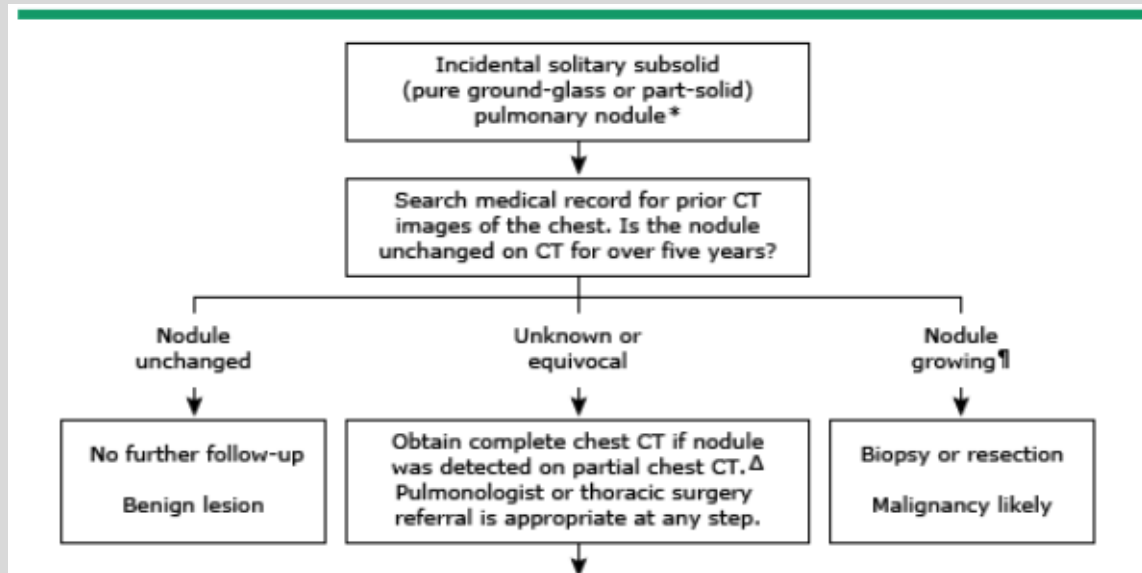 Incidental solitary subsolid
(pure ground-glass or part-solid)
pulmonary nodule*
Search medical record for prior CT
images of the chest. Is the nodule
unchanged on CT for over five years?
Nodule
unchanged
Unknown or
equivocal
Nodule
growing¶
No further follow-up
Benign lesion
Obtain complete chest CT if nodule
was detected on partial chest CT.Δ
Pulmonologist or thoracic surgery
referral is appropriate at any step.
Biopsy or resection
Malignancy likely